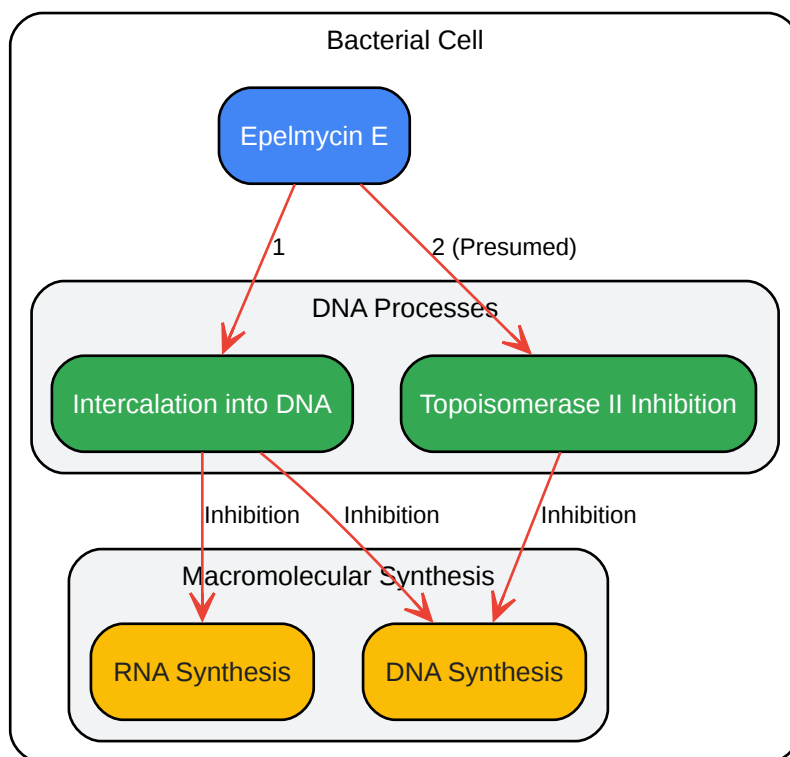 Bacterial Cell
Epelmycin E
1
2 (Presumed)
DNA Processes
Intercalation into DNA
Topoisomerase II Inhibition
Inhibition
Inhibition
Inhibition
Macromolecular Synthesis
RNA Synthesis
DNA Synthesis